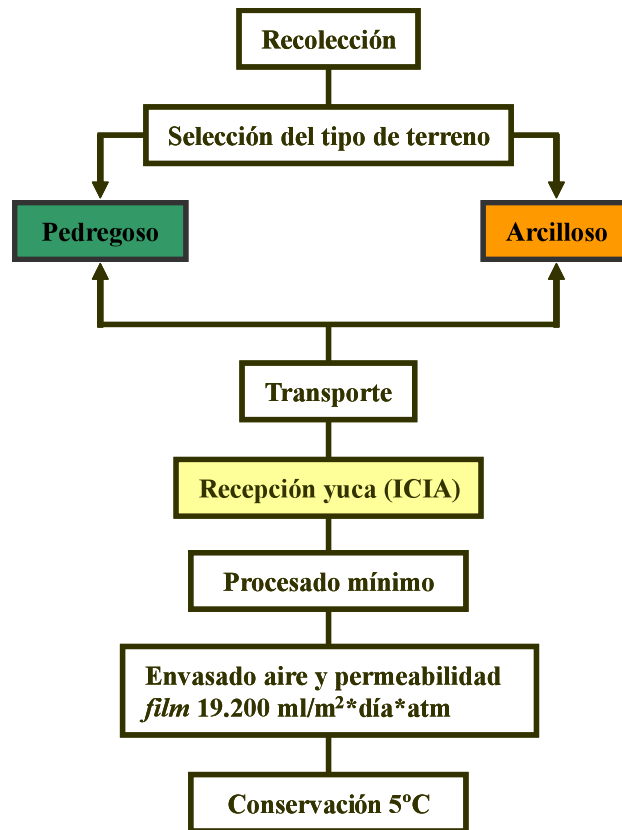 Recolección
Selección del tipo de terreno
Pedregoso
Arcilloso
Transporte
Recepción yuca (ICIA)
Procesado mínimo
Envasado aire y permeabilidad
film 19.200 ml/m²*día*atm
Conservación 5ºC